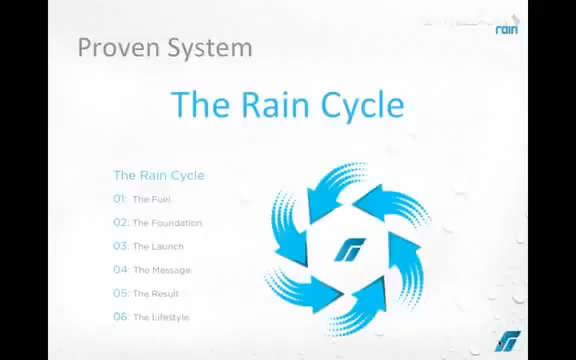 rain
Proven System
The Rain Cycle
The Rain Cycle
01: The Fuel
02: The Foundation
03: The Launch
04: The Message
05: The Result
06: The Lifestyle